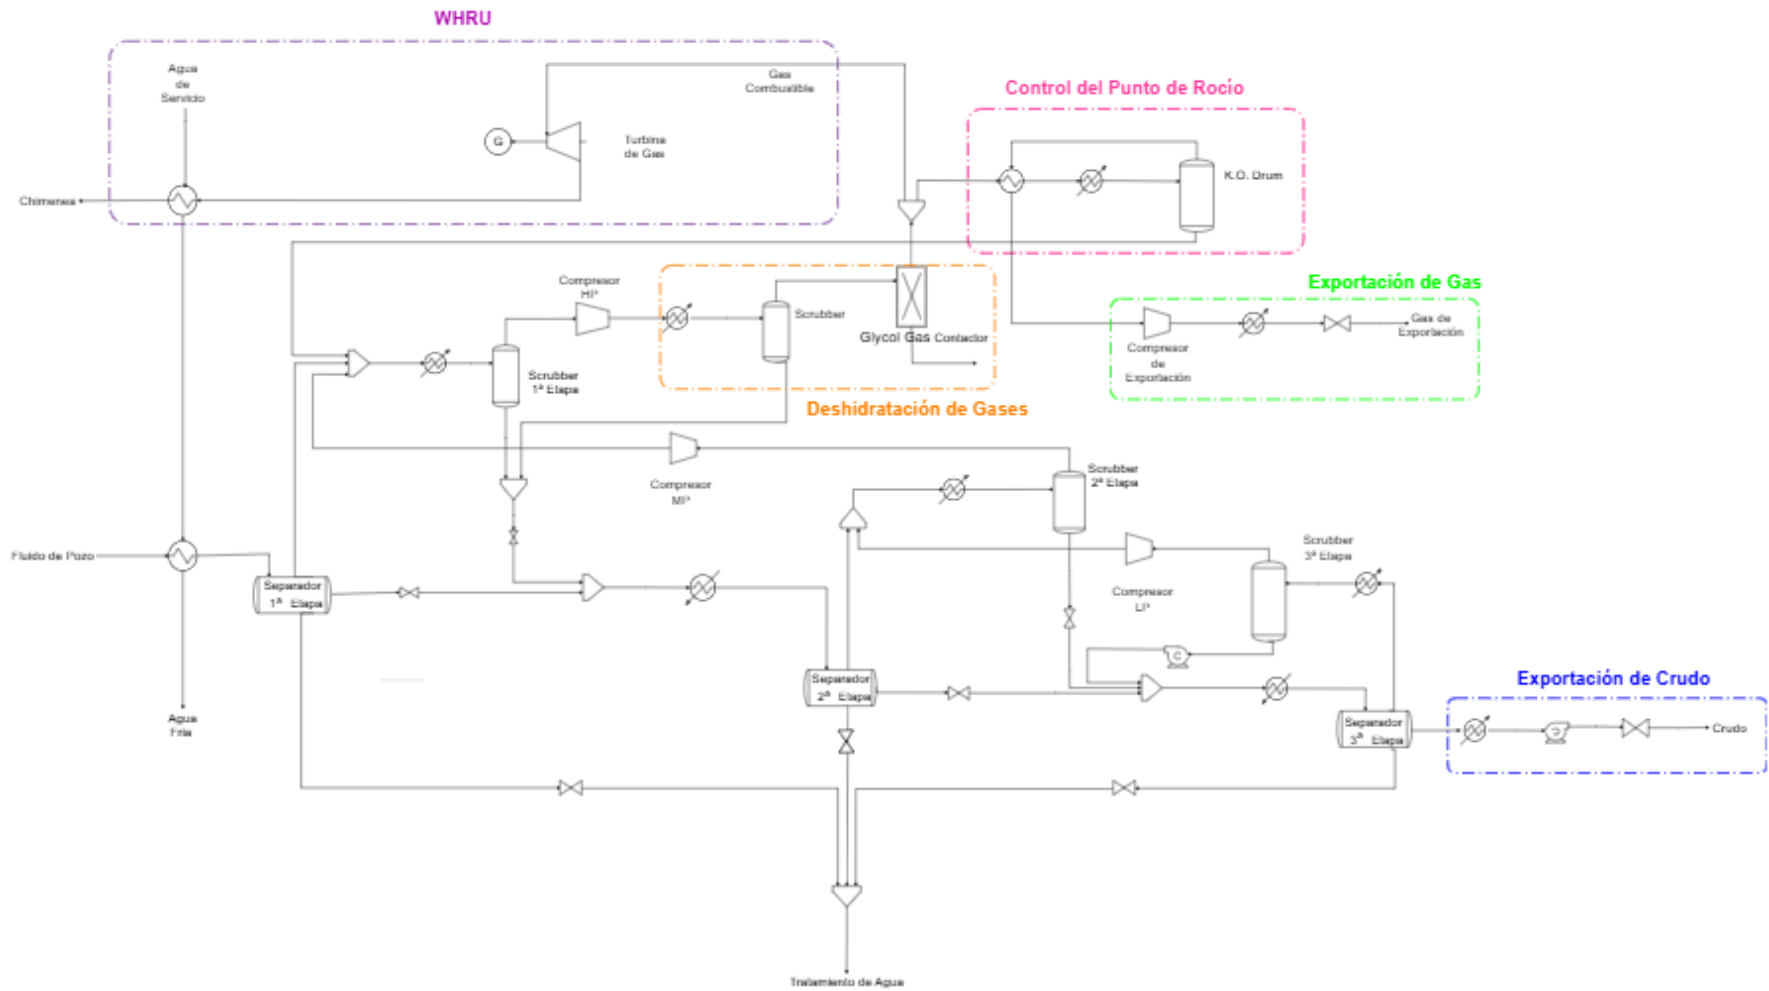 WHRU
Agua
de
Servicio
Gas
Combustible
Control del Punto de Rocío
G
Turbina
de Gas
K.O. Drum
Chimenea
Compresor
HP
Scrubber
Exportación de Gas
Gas de
Exportación
Glycol Gas Contactor
Compresor
de
Exportación
Scrubber
1ª Etapa
Deshidratación de Gases
Compresor
MP
Scrubber
2ª Etapa
Scrubber
3ª Etapa
Fluido de Pozo
Separador
1ª Etapa
Compresor
LP
Separador
2ª Etapa
Exportación de Crudo
Agua
Fría
Separador
3ª Etapa
Crudo
Tratamiento de Agua